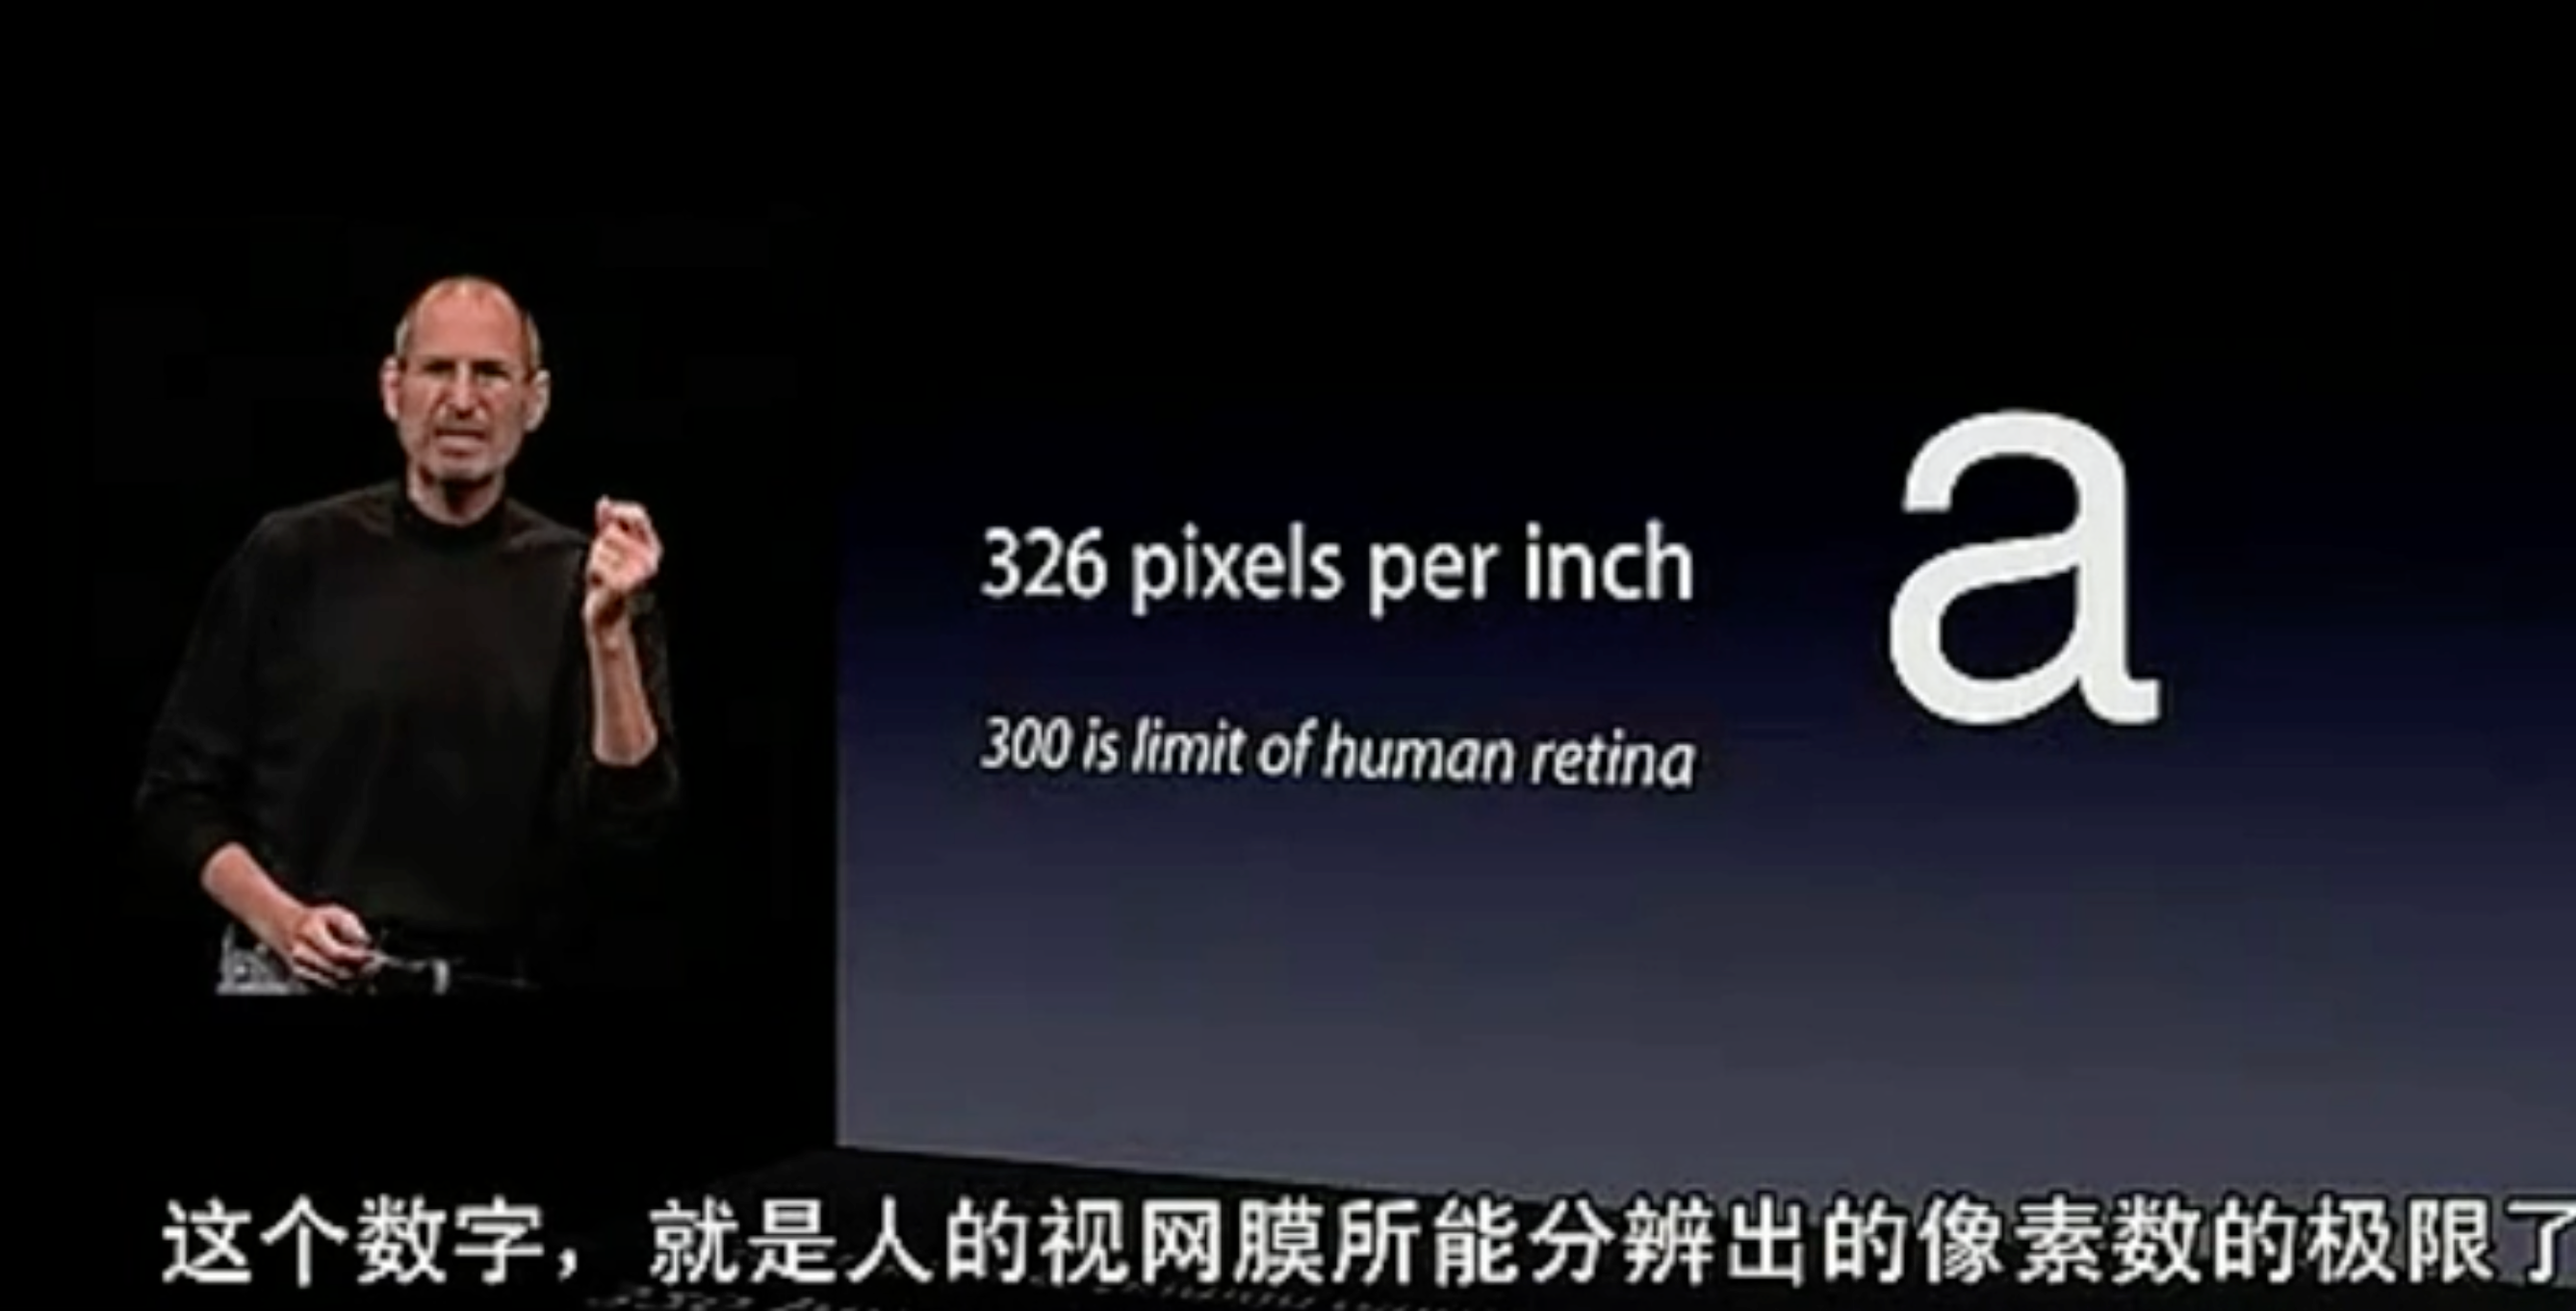 326 pixels per inch
300 is limit of human retina
a
这个数字，就是人的视网膜所能分辨出的像素数的极限了